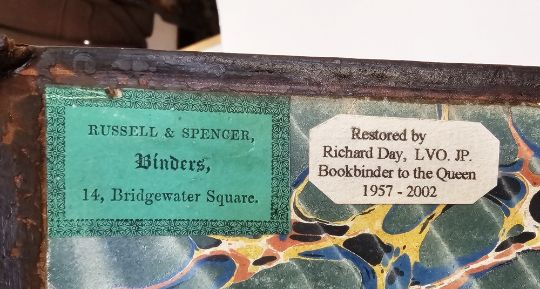 RUSSELL & SPENCER,
Binders,
14, Bridgewater Square.
Restored by
Richard Day, LVO. JP.
Bookbinder to the Queen
1957 - 2002